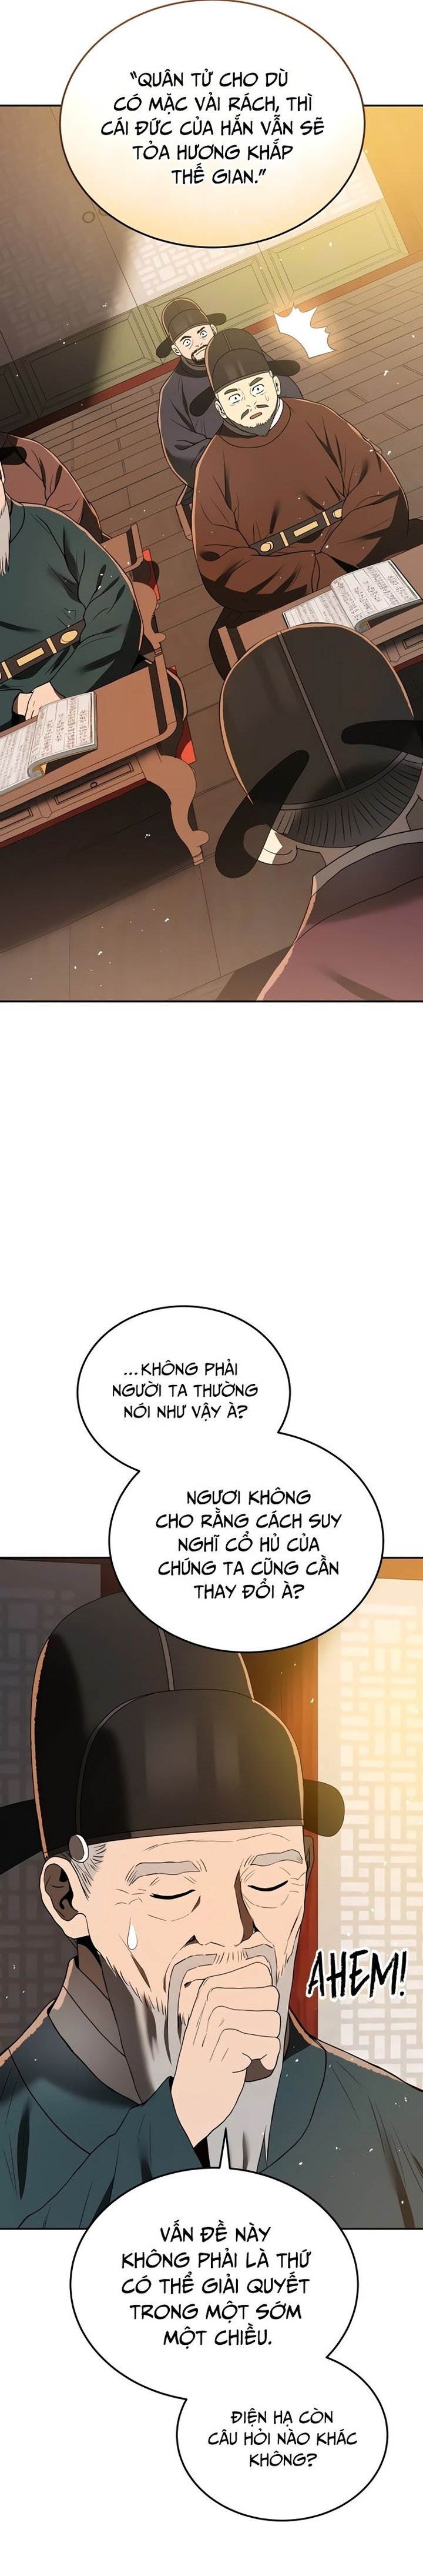 "QUÂN TỬ CHO DÙ
CÓ MẶC VẢI RÁCH, THÌ
CÁI ĐỨC CỦA HẮN VẪN SẼ
TỎA HƯƠNG KHẮP
THẾ GIAN."
...KHÔNG PHẢI
NGƯỜI TA THƯỜNG
NÓI NHƯ VẬY À?
NGƯƠI KHÔNG
CHO RẰNG CÁCH SUY
NGHĨ CỔ HỦ CỦA
CHÚNG TA CŨNG CẦN
THAY ĐỔI À?
AHEM!
VẤN ĐỀ NÀY
KHÔNG PHẢI LÀ THỨ
CÓ THỂ GIẢI QUYẾT
TRONG MỘT SỚM
MỘT CHIỀU.
ĐIỆN HẠ CÒN
CÂU HỎI NÀO KHÁC
KHÔNG?